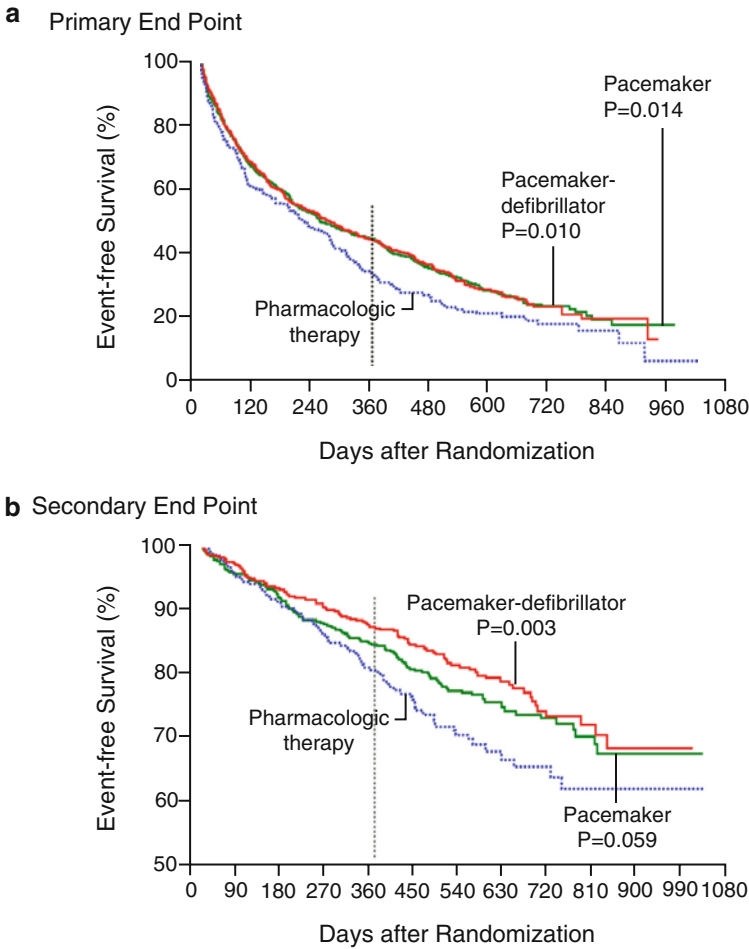 a Primary End Point
Event-free Survival (%)
100
80
60
40
20
0
Pacemaker
P=0.014
Pacemaker-
defibrillator
P=0.010
Pharmacologic
therapy
0 120 240 360 480 600 720 840 960 1080
Days after Randomization
b Secondary End Point
Event-free Survival (%)
100
90
80
70
60
50
Pacemaker-defibrillator
P=0.003
Pharmacologic
therapy
Pacemaker
P=0.059
0 90 180 270 360 450 540 630 720 810 900 990 1080
Days after Randomization